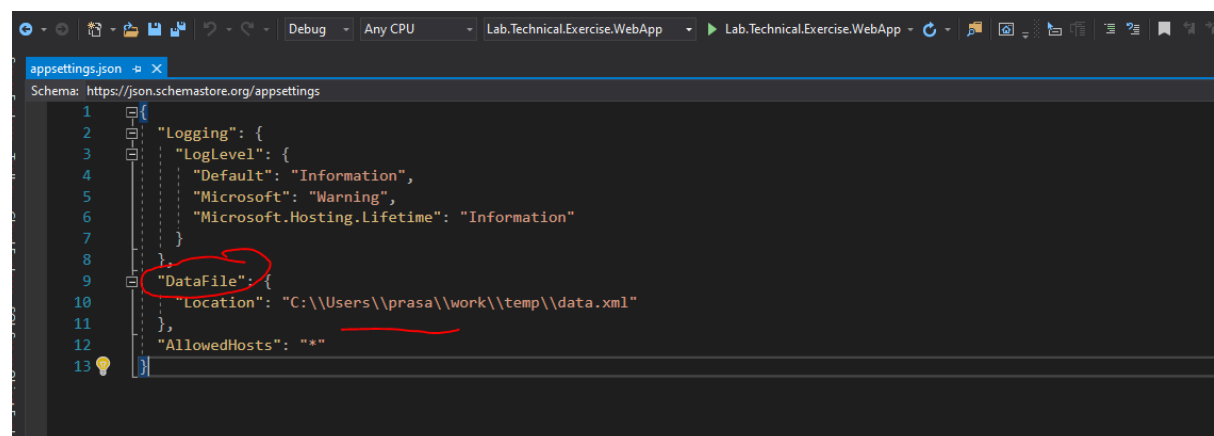 Debug Any CPU Lab.Technical.Exercise.WebApp Lab.Technical.Exercise.WebApp
appsettings.json
Schema: https://json.schemastore.org/appsettings
1 {
2 "Logging": {
3 "LogLevel": {
4 "Default": "Information",
5 "Microsoft": "Warning",
6 "Microsoft.Hosting.Lifetime": "Information"
7 }
8 },
9 "DataFile": {
10 "Location": "C:\\Users\\prasa\\work\\temp\\data.xml"
11 },
12 "AllowedHosts": "*"
13 }